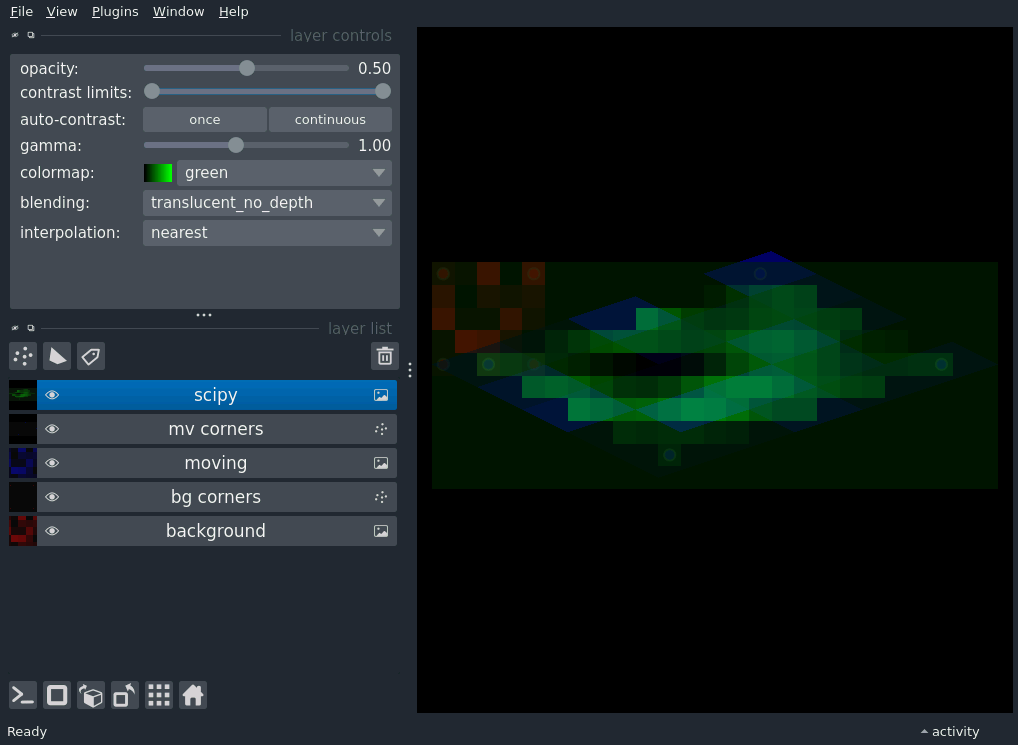 File View Plugins Window Help
layer controls
opacity: 0.50
contrast limits:
auto-contrast: once continuous
gamma: 1.00
colormap: green
blending: translucent_no_depth
interpolation: nearest
layer list
scipy
mv corners
moving
bg corners
background
Ready activity